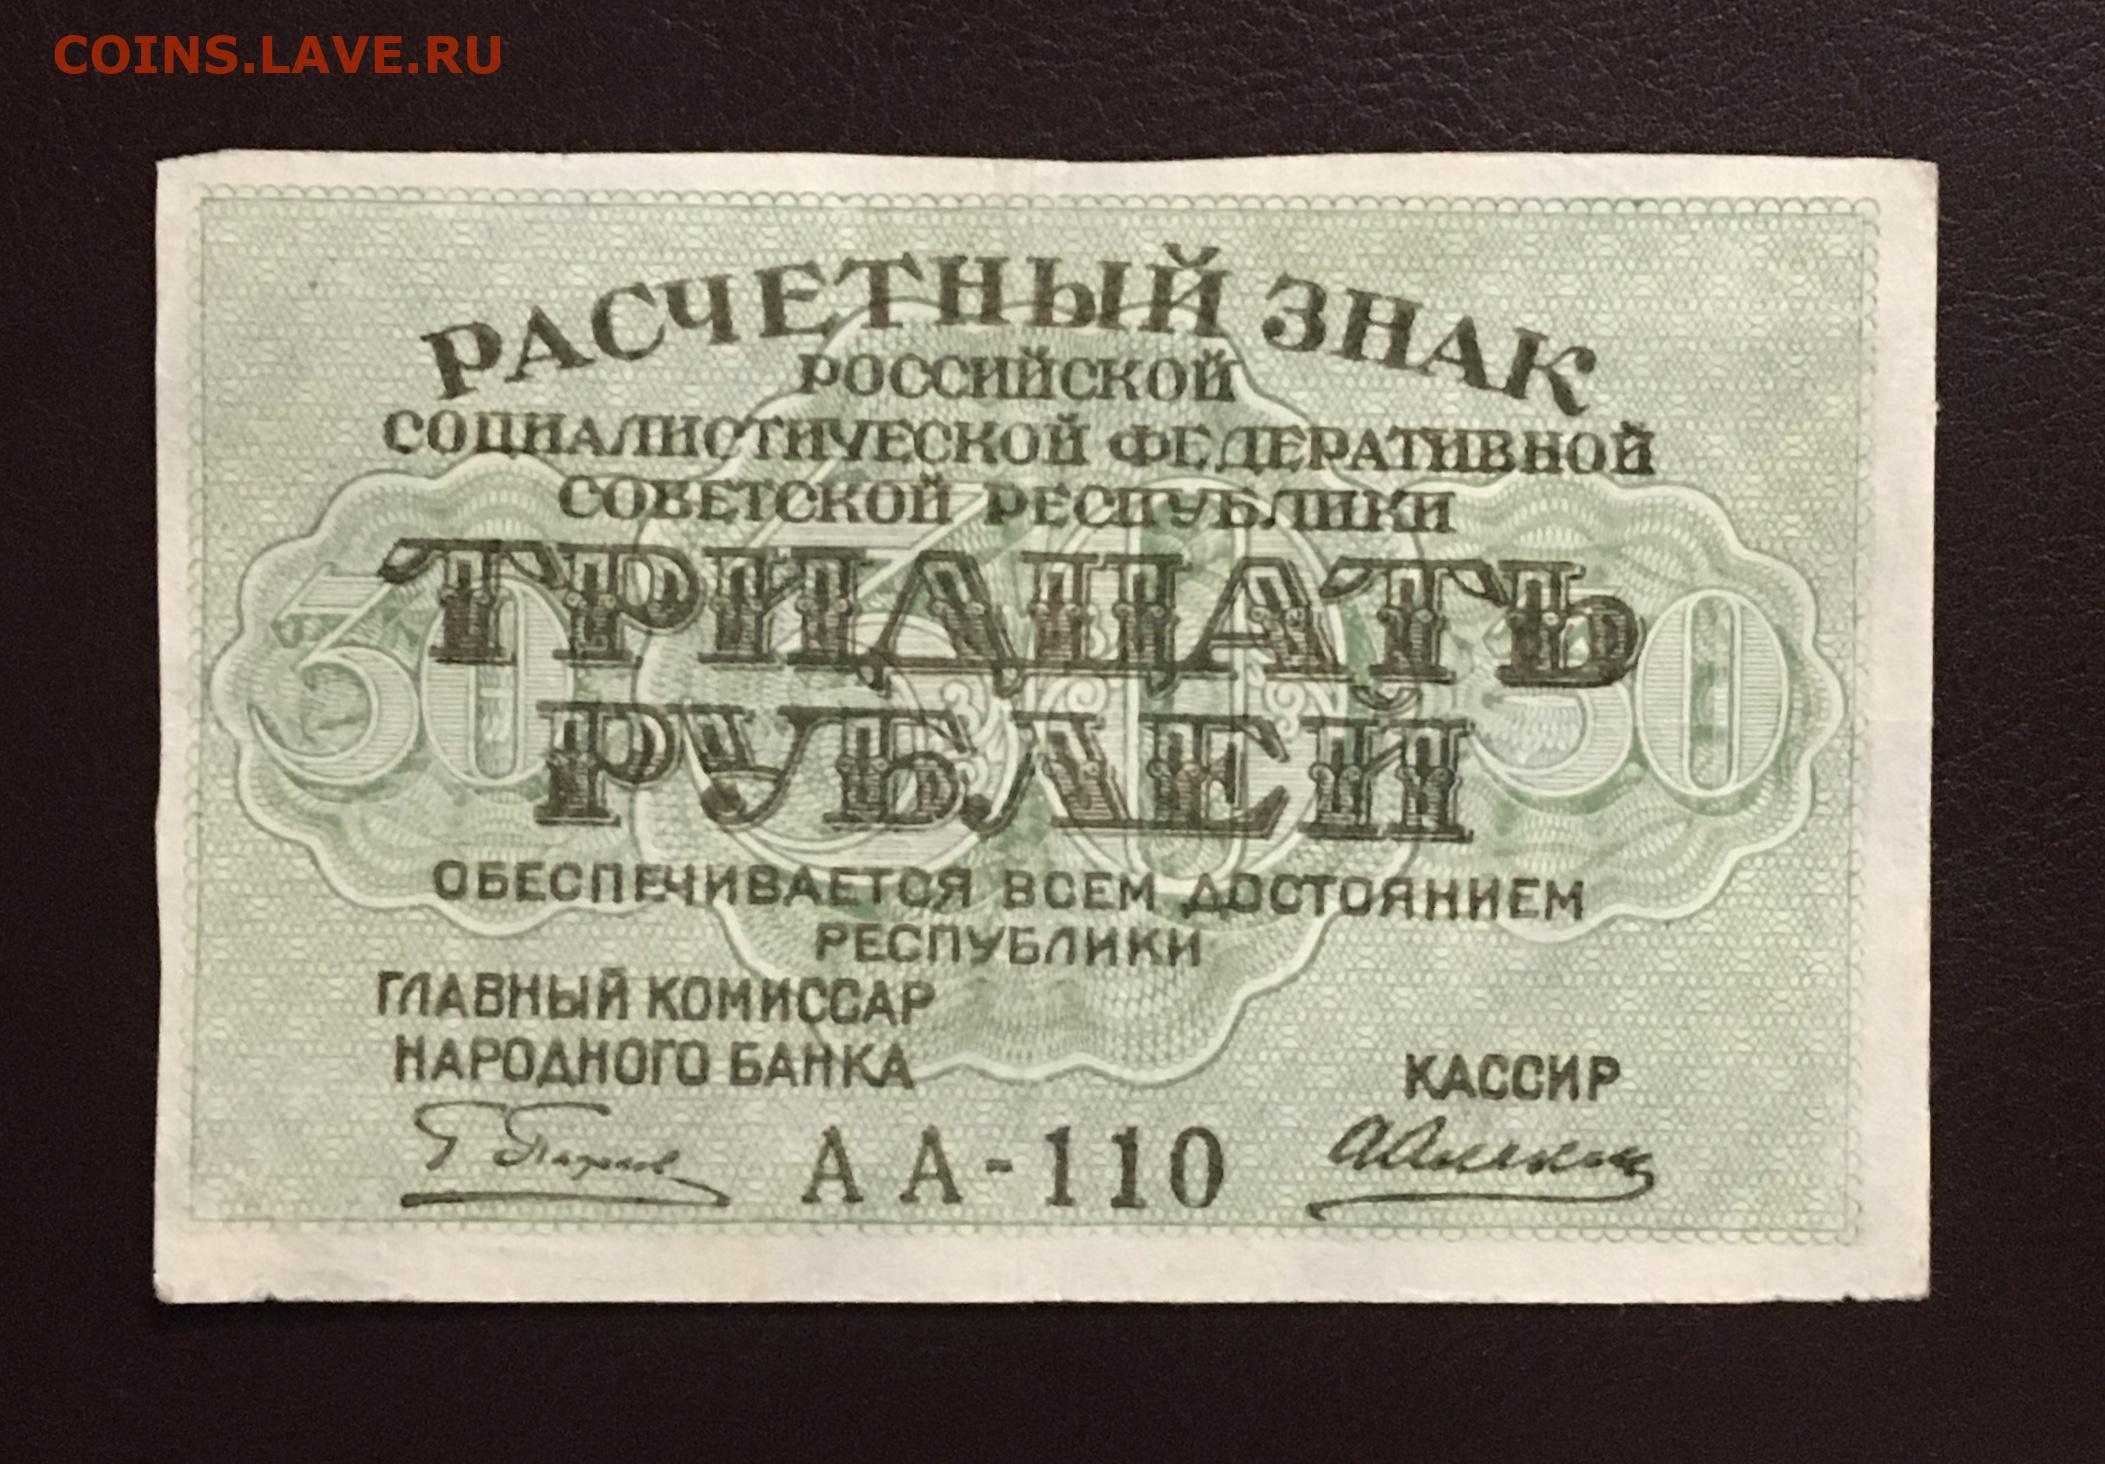 COINS.LAVE.RU
РАСЧЕТНЫЙ ЗНАК
РОССИЙСКОЙ
СОЦИАЛИСТИЧЕСКОЙ ФЕДЕРАТИВНОЙ
СОВЕТСКОЙ РЕСПУБЛИКИ
30 30 30
ТРИДЦАТЬ
РУБЛЕЙ
ОБЕСПЕЧИВАЕТСЯ ВСЕМ ДОСТОЯНИЕМ
РЕСПУБЛИКИ
ГЛАВНЫЙ КОМИССАР
НАРОДНОГО БАНКА
КАССИР
АА-110